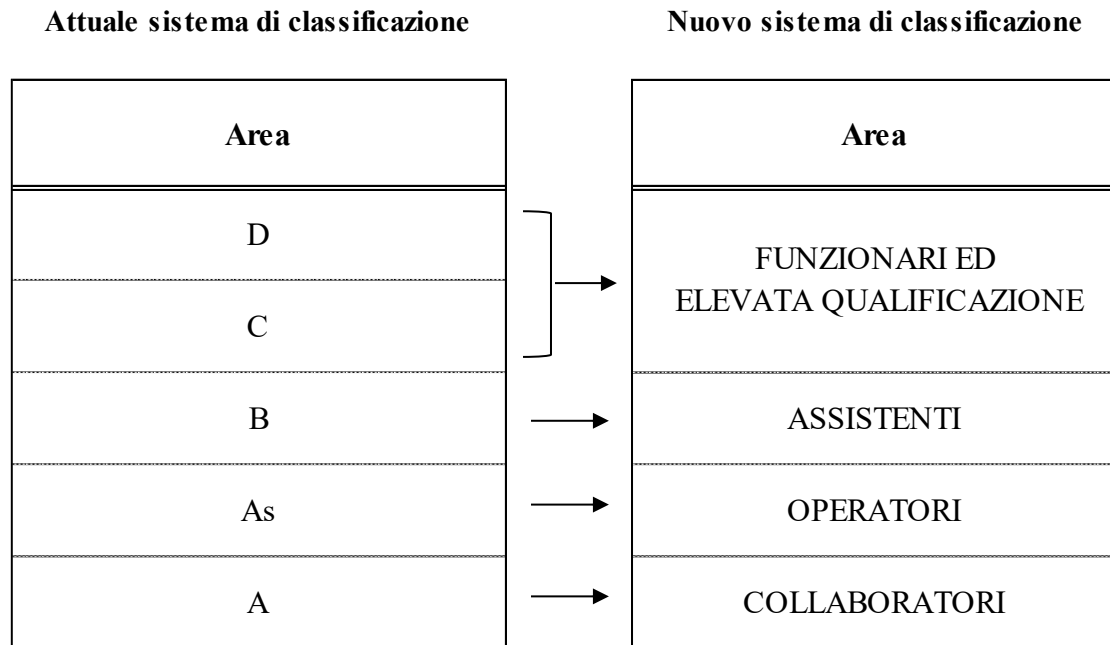 Attuale sistema di classificazione
Nuovo sistema di classificazione
Area
Area
D
C
B
As
A
FUNZIONARI ED
ELEVATA QUALIFICAZIONE
ASSISTENTI
OPERATORI
COLLABORATORI